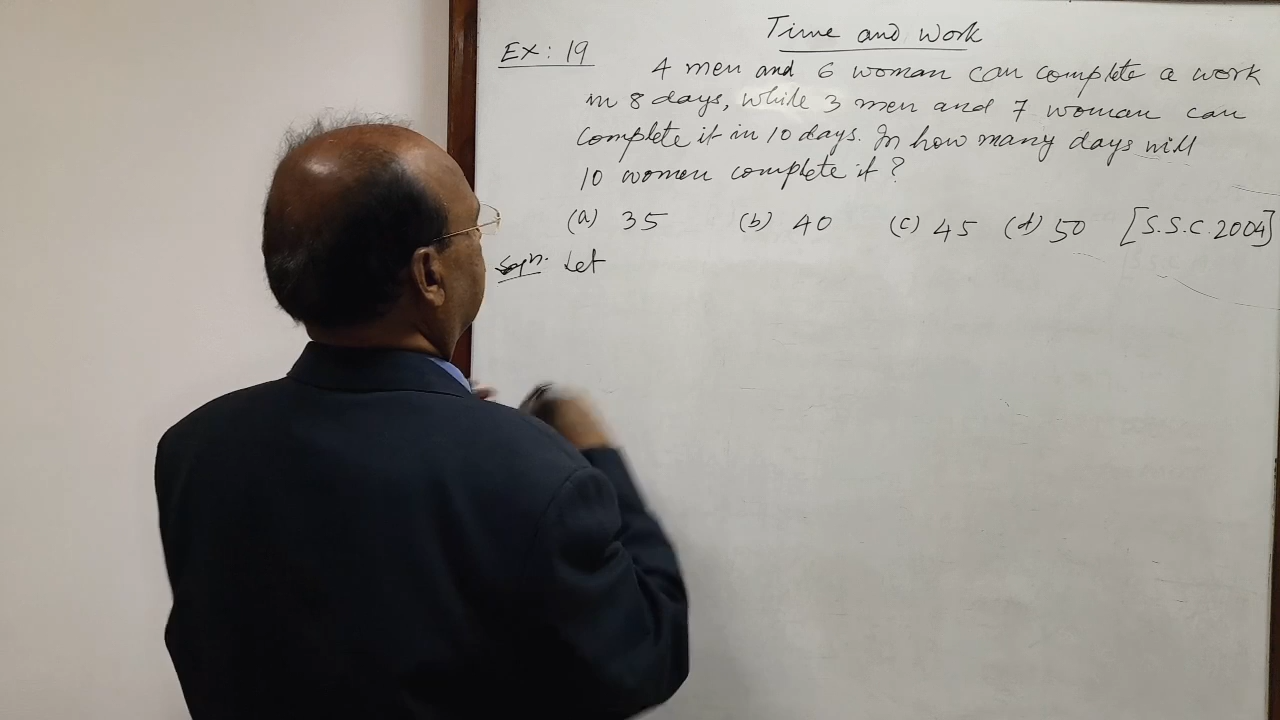 Time and Work
Ex: 19
4 men and 6 woman can complete a work
in 8 days, while 3 men and 7 woman can
complete it in 10 days. In how many days will
10 women complete it?
(a) 35 (b) 40 (c) 45 (d) 50 [S.S.C. 2004]
Sol^n. Let